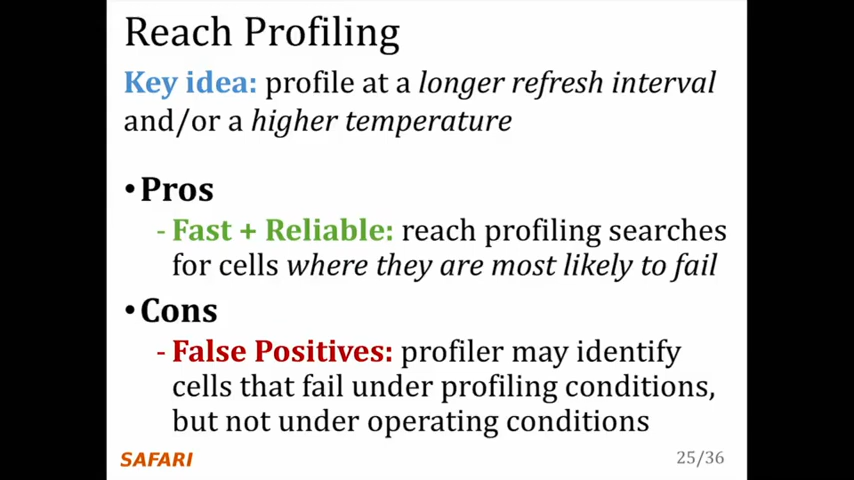 Reach Profiling
Key idea: profile at a longer refresh interval
and/or a higher temperature
•Pros
- Fast + Reliable: reach profiling searches
for cells where they are most likely to fail
•Cons
- False Positives: profiler may identify
cells that fail under profiling conditions,
but not under operating conditions
SAFARI
25/36